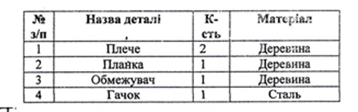 № з/п Назва деталі К-сть Матеріал
1 Плече 2 Деревина
2 Планка 1 Деревина
3 Обмежувач 1 Деревина
4 Гачок 1 Сталь